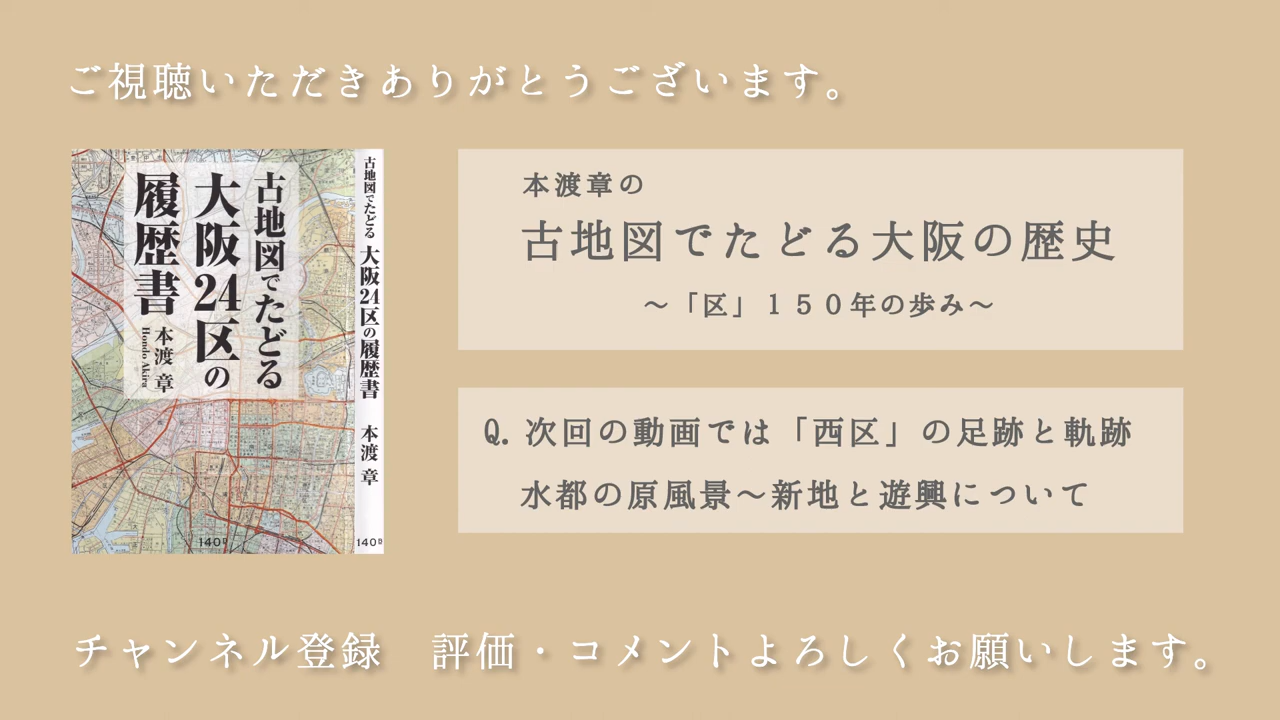 ご視聴いただきありがとうございます。
古地図でたどる
大阪24区の
履歴書
本渡 章
Hondo Akira
140B
古地図でたどる 大阪24区の履歴書 本渡 章
140B
本渡章の
古地図でたどる大阪の歴史
～「区」１５０年の歩み～
Q. 次回の動画では「西区」の足跡と軌跡
水都の原風景～新地と遊興について
チャンネル登録　評価・コメントよろしくお願いします。